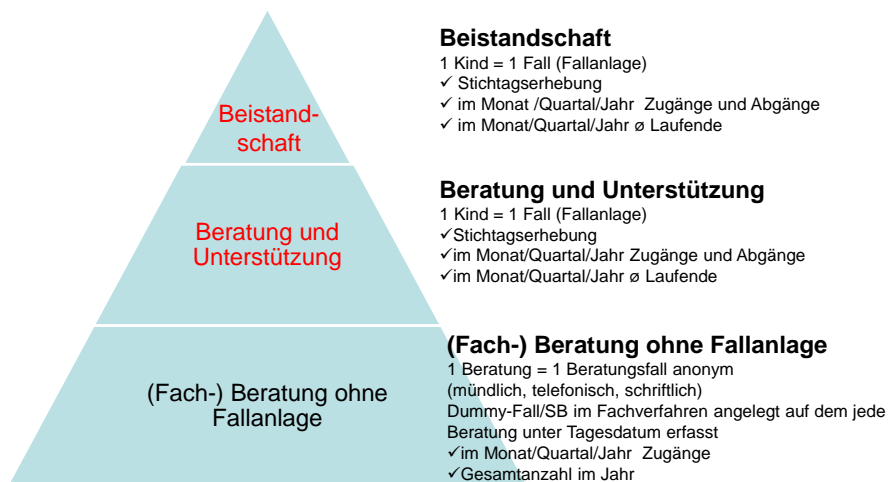 Beistand-
schaft
Beistandschaft
1 Kind = 1 Fall (Fallanlage)
✓ Stichtagserhebung
✓ im Monat /Quartal/Jahr Zugänge und Abgänge
✓ im Monat/Quartal/Jahr ø Laufende
Beratung und
Unterstützung
Beratung und Unterstützung
1 Kind = 1 Fall (Fallanlage)
✓Stichtagserhebung
✓im Monat/Quartal/Jahr Zugänge und Abgänge
✓im Monat/Quartal/Jahr ø Laufende
(Fach-) Beratung ohne
Fallanlage
(Fach-) Beratung ohne Fallanlage
1 Beratung = 1 Beratungsfall anonym
(mündlich, telefonisch, schriftlich)
Dummy-Fall/SB im Fachverfahren angelegt auf dem jede
Beratung unter Tagesdatum erfasst
✓im Monat/Quartal/Jahr Zugänge
✓Gesamtanzahl im Jahr